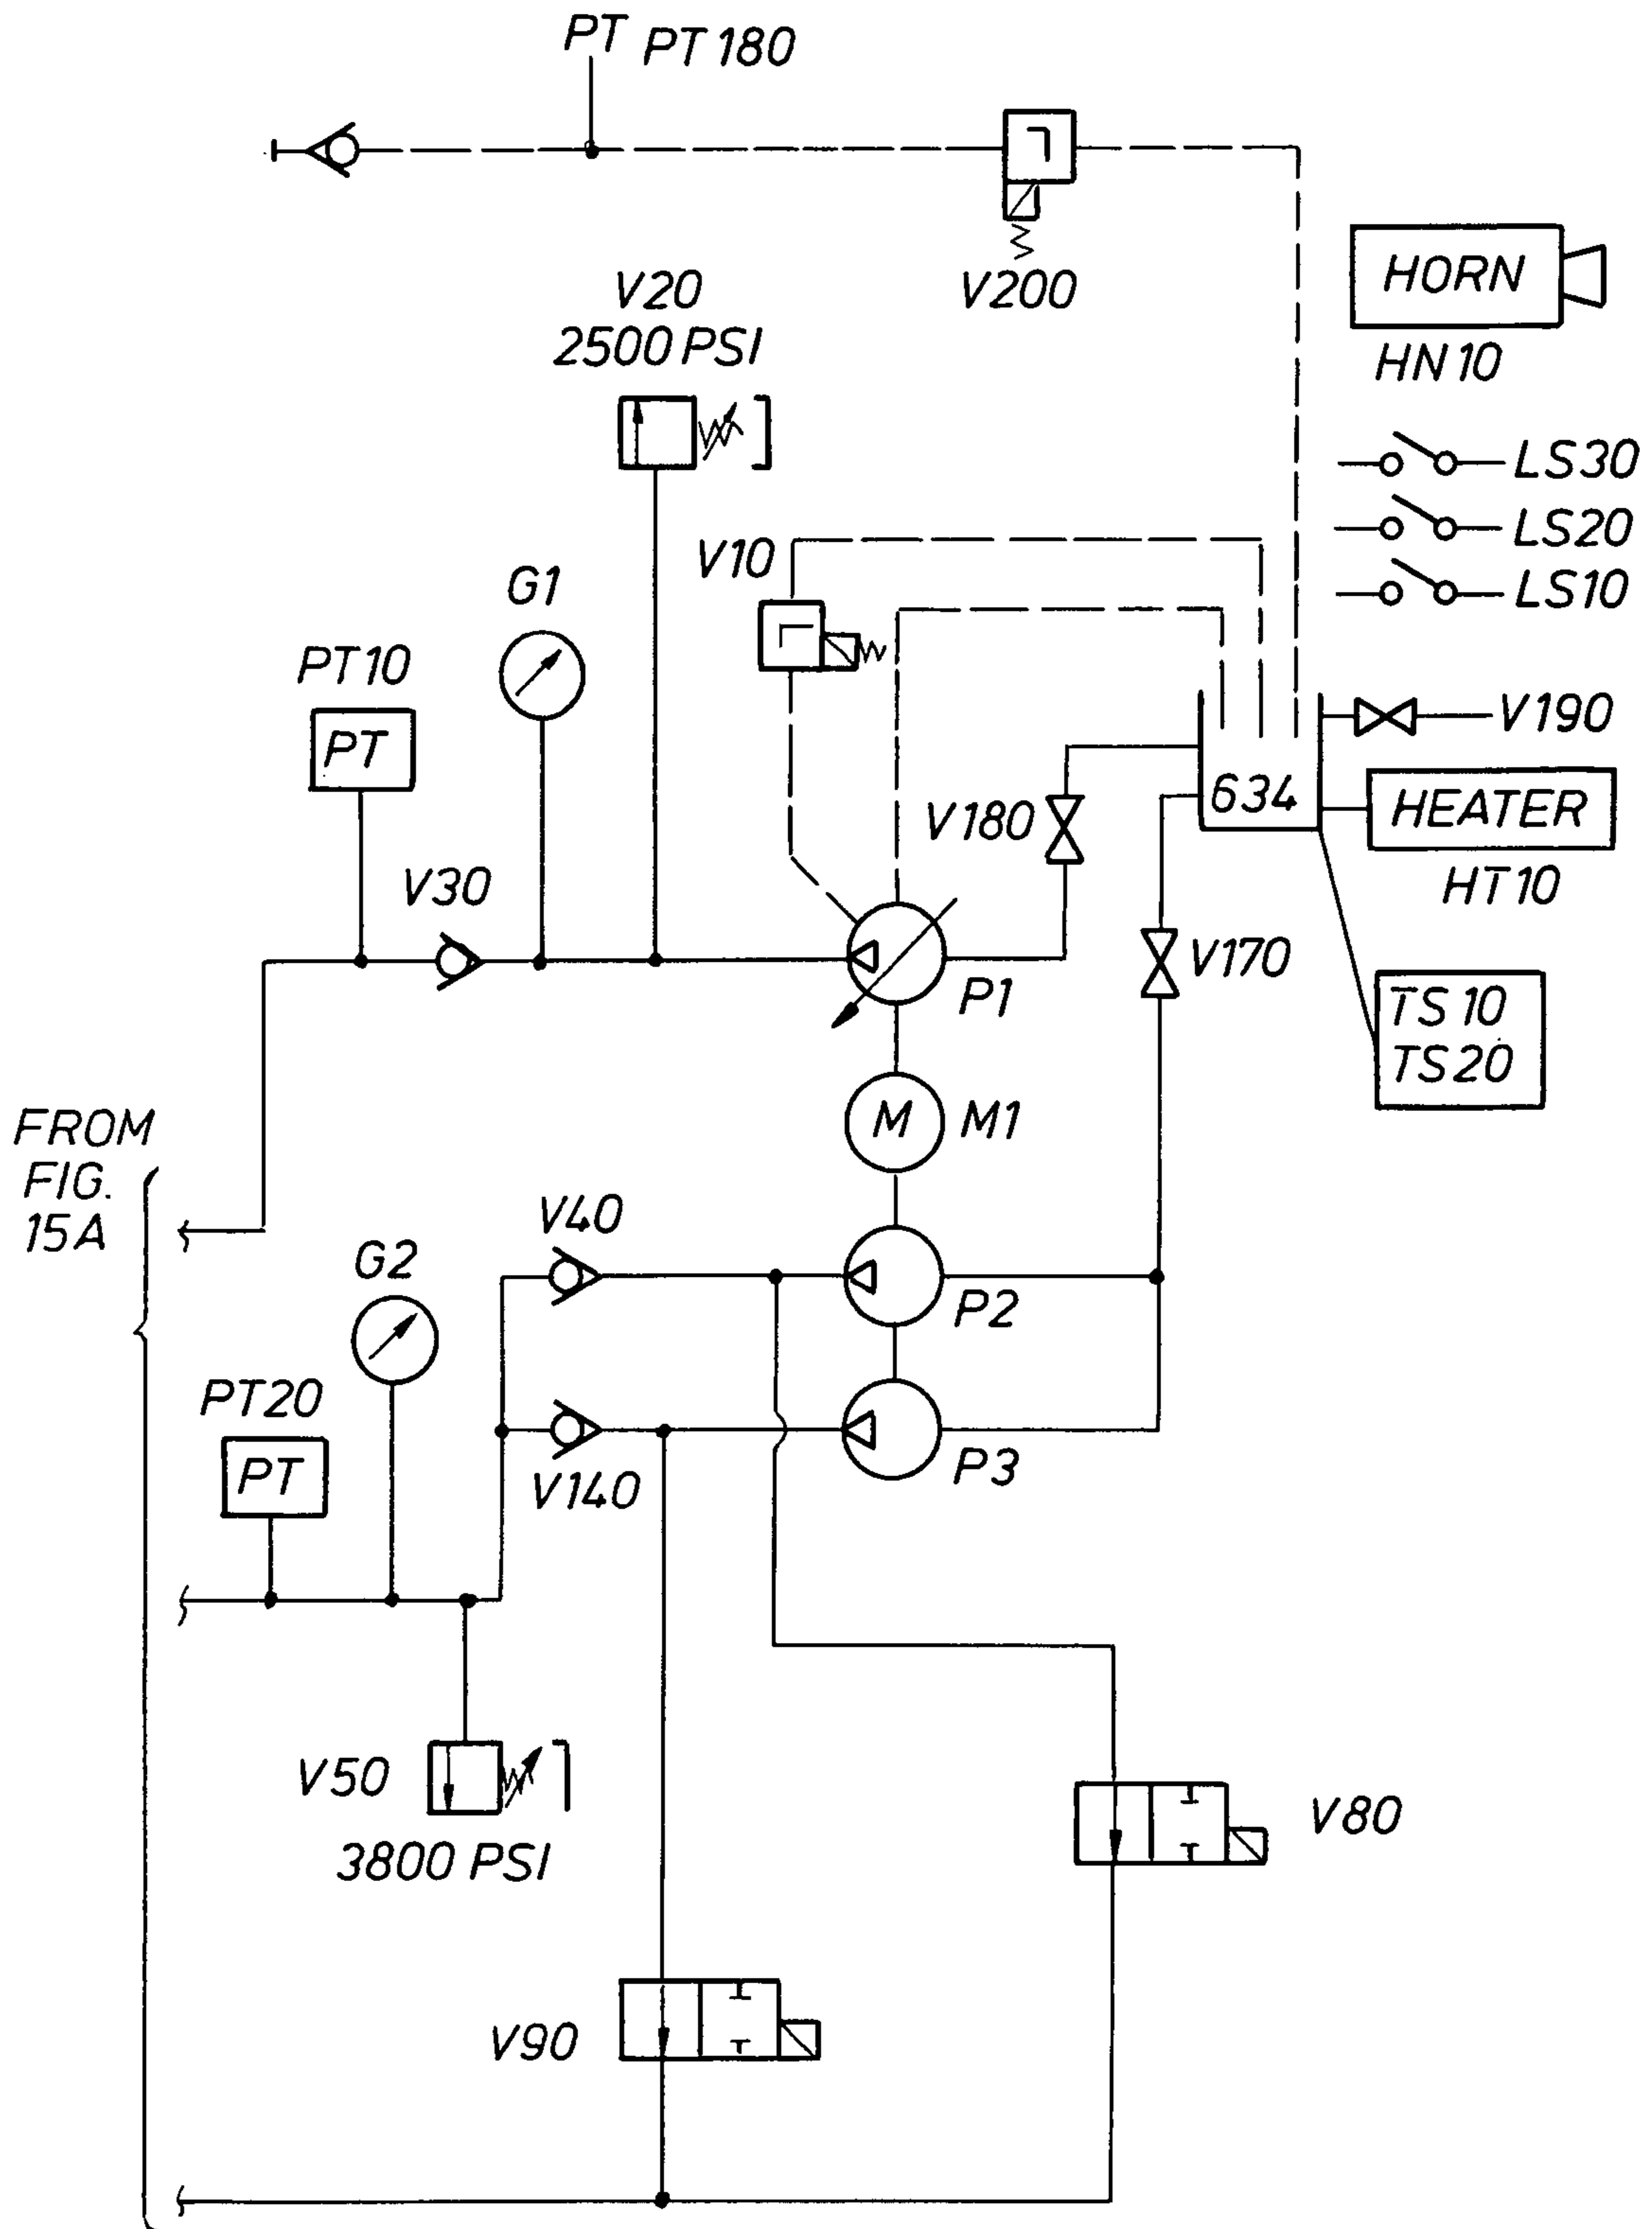 PT PT 180
V200
HORN
HN 10
V20
2500 PSI
LS30
LS20
LS10
V10
G1
PT10
PT
V190
634
HEATER
HT10
V180
V30
V170
P1
TS 10
TS 20
M M1
FROM
FIG.
15A
V40
G2
P2
PT20
PT
V140
P3
V50
3800 PSI
V80
V90